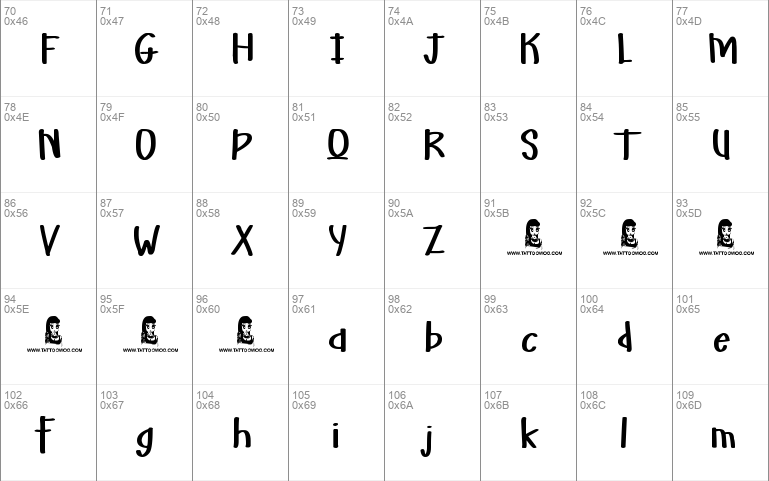 70 71 72 73 74 75 76 77
0x46 0x47 0x48 0x49 0x4A 0x4B 0x4C 0x4D
F G H I J K L M
78 79 80 81 82 83 84 85
0x4E 0x4F 0x50 0x51 0x52 0x53 0x54 0x55
N O P Q R S T U
86 87 88 89 90 91 92 93
0x56 0x57 0x58 0x59 0x5A 0x5B 0x5C 0x5D
V W X Y Z WWW.TATTOOWOO.COM WWW.TATTOOWOO.COM WWW.TATTOOWOO.COM
94 95 96 97 98 99 100 101
0x5E 0x5F 0x60 0x61 0x62 0x63 0x64 0x65
WWW.TATTOOWOO.COM WWW.TATTOOWOO.COM WWW.TATTOOWOO.COM a b c d e
102 103 104 105 106 107 108 109
0x66 0x67 0x68 0x69 0x6A 0x6B 0x6C 0x6D
f g h i j k l m